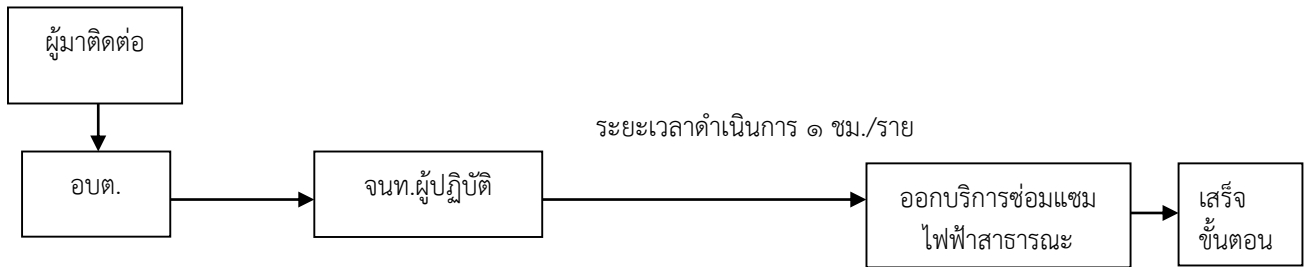 ผู้มาติดต่อ
ระยะเวลาดำเนินการ ๑ ชม./ราย
อบต.
จนท.ผู้ปฏิบัติ
ออกบริการซ่อมแซม
ไฟฟ้าสาธารณะ
เสร็จ
ขั้นตอน